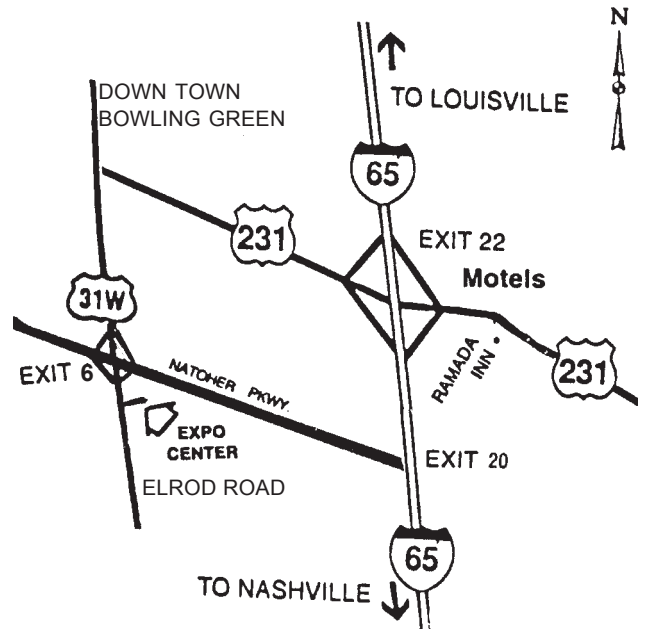 N
DOWN TOWN
BOWLING GREEN
TO LOUISVILLE
65
231
EXIT 22
Motels
31W
RAMADA
INN
231
EXIT 6
NATCHER PKWY.
EXPO
CENTER
EXIT 20
ELROD ROAD
65
TO NASHVILLE